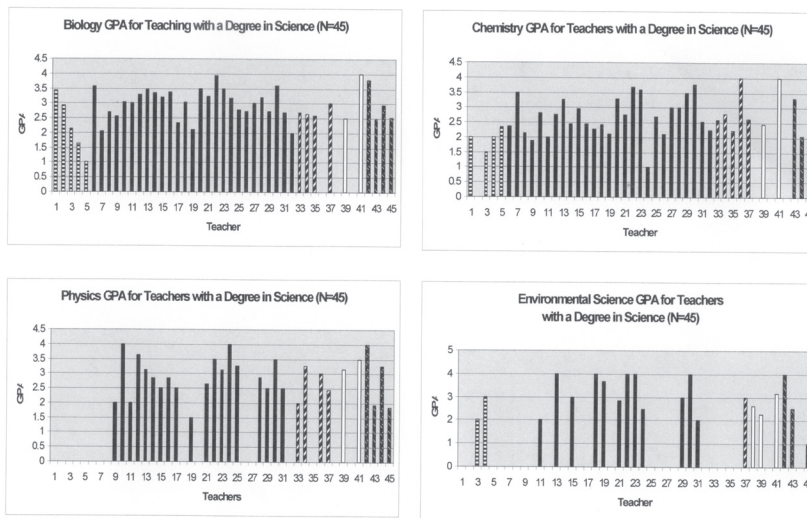 Biology GPA for Teaching with a Degree in Science (N=45)
4.5
4
3.5
3
2.5
2
1.5
1
0.5
0
GPA
1 3 5 7 9 11 13 15 17 19 21 23 25 27 29 31 33 35 37 39 41 43 45
Teacher
Chemistry GPA for Teachers with a Degree in Science (N=45)
4.5
4
3.5
3
2.5
2
1.5
1
0.5
0
GPA
1 3 5 7 9 11 13 15 17 19 21 23 25 27 29 31 33 35 37 39 41 43 4
Teacher
Physics GPA for Teachers with a Degree in Science (N=45)
4.5
4
3.5
3
2.5
2
1.5
1
0.5
0
GPA
1 3 5 7 9 11 13 15 17 19 21 23 25 27 29 31 33 35 37 39 41 43 45
Teachers
Environmental Science GPA for Teachers
with a Degree in Science (N=45)
5
4
3
2
1
0
GPA
1 3 5 7 9 11 13 15 17 19 21 23 25 27 29 31 33 35 37 39 41 43 4
Teacher